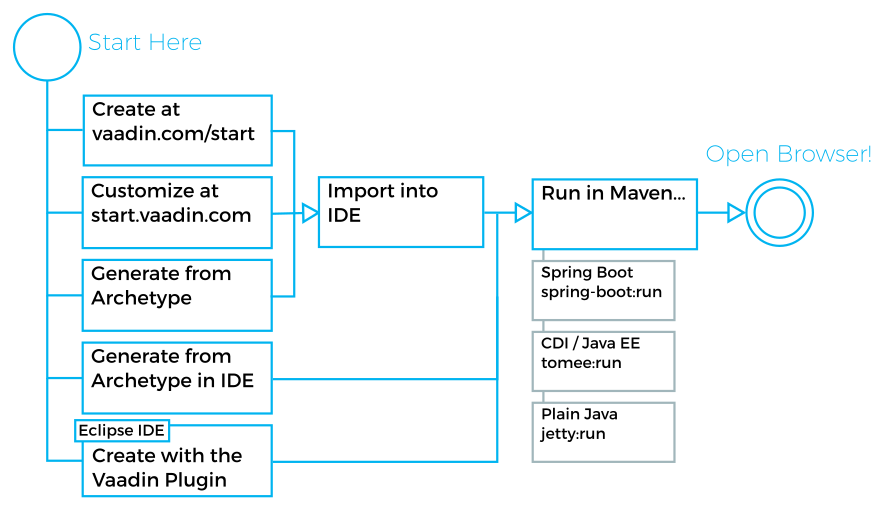 Start Here
Create at
vaadin.com/start
Customize at
start.vaadin.com
Generate from
Archetype
Generate from
Archetype in IDE
Eclipse IDE
Create with the
Vaadin Plugin
Import into
IDE
Run in Maven...
Spring Boot
spring-boot:run
CDI / Java EE
tomee:run
Plain Java
jetty:run
Open Browser!